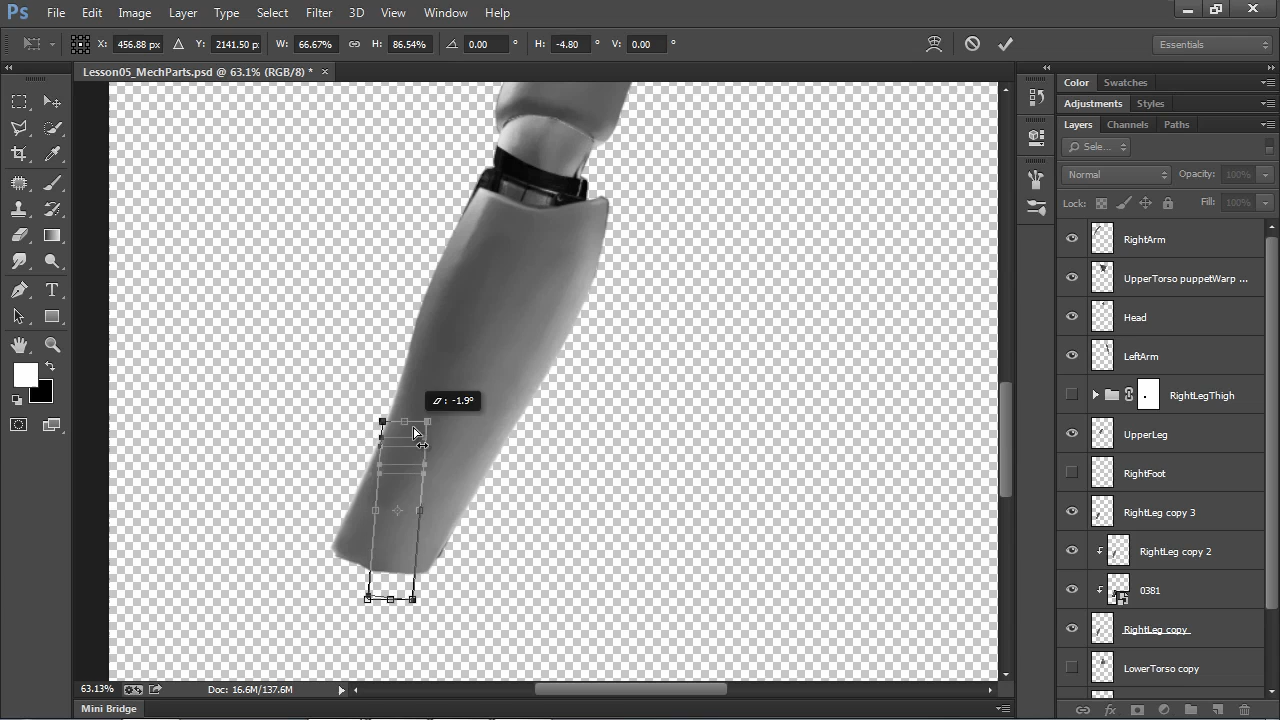 Ps File Edit Image Layer Type Select Filter 3D View Window Help
X: 456.88 px Y: 2141.50 px W: 66.67% H: 86.54% 0.00 ° H: -4.80 ° V: 0.00 ° Essentials
Lesson05_MechParts.psd @ 63.1% (RGB/8) * ×
Color Swatches
Adjustments Styles
Layers Channels Paths
Sele...
Normal Opacity: 100%
Lock: Fill: 100%
RightArm
UpperTorso puppetWarp ...
Head
LeftArm
RightLegThigh
: -1.9°
UpperLeg
RightFoot
RightLeg copy 3
RightLeg copy 2
0381
RightLeg copy
LowerTorso copy
63.13% Doc: 16.6M/137.6M
Mini Bridge